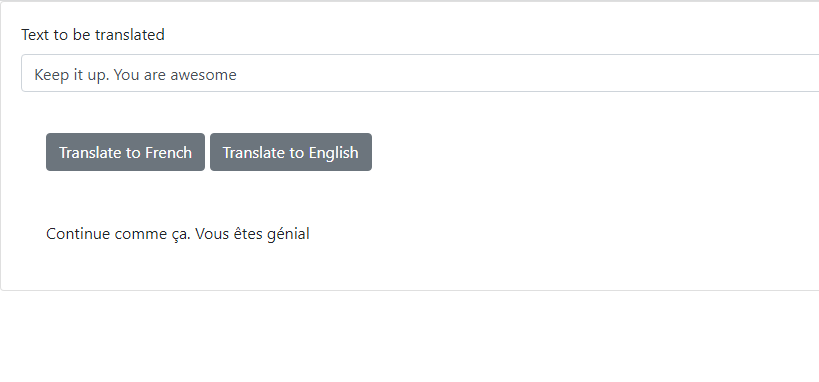 Text to be translated
Keep it up. You are awesome
Translate to French Translate to English
Continue comme ça. Vous êtes génial